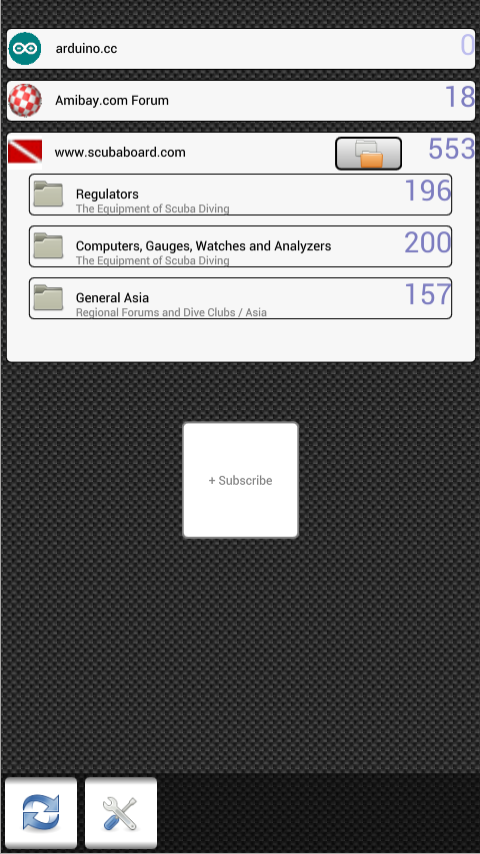 arduino.cc 0
Amibay.com Forum 18
www.scubaboard.com 553
Regulators 196
The Equipment of Scuba Diving
Computers, Gauges, Watches and Analyzers 200
The Equipment of Scuba Diving
General Asia 157
Regional Forums and Dive Clubs / Asia
+ Subscribe